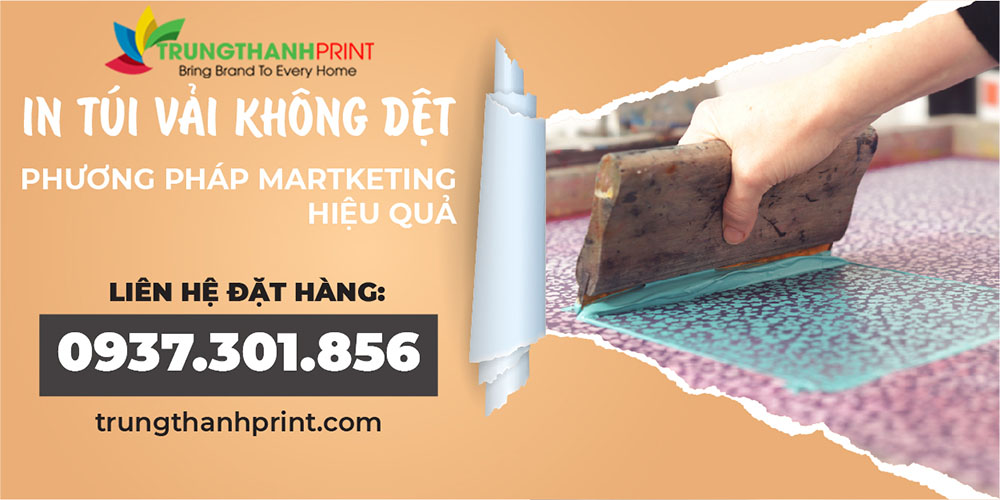 TRUNGTHANHPRINT
Bring Brand To Every Home
IN TÚI VẢI KHÔNG DỆT
PHƯƠNG PHÁP MARTKETING
HIỆU QUẢ
LIÊN HỆ ĐẶT HÀNG:
0937.301.856
trungthanhprint.com